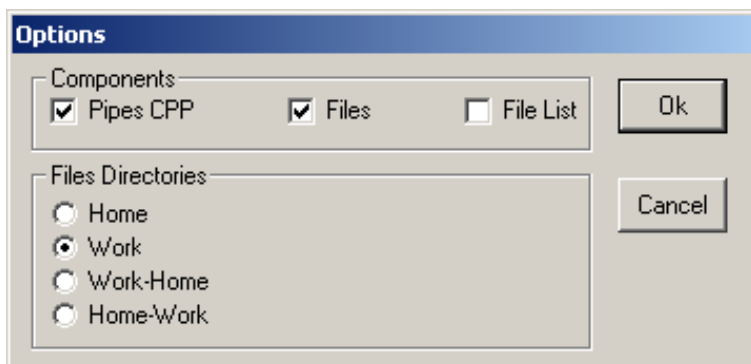 Options
Components
Pipes CPP Files File List
Ok
Files Directories
Home
Cancel
Work
Work-Home
Home-Work